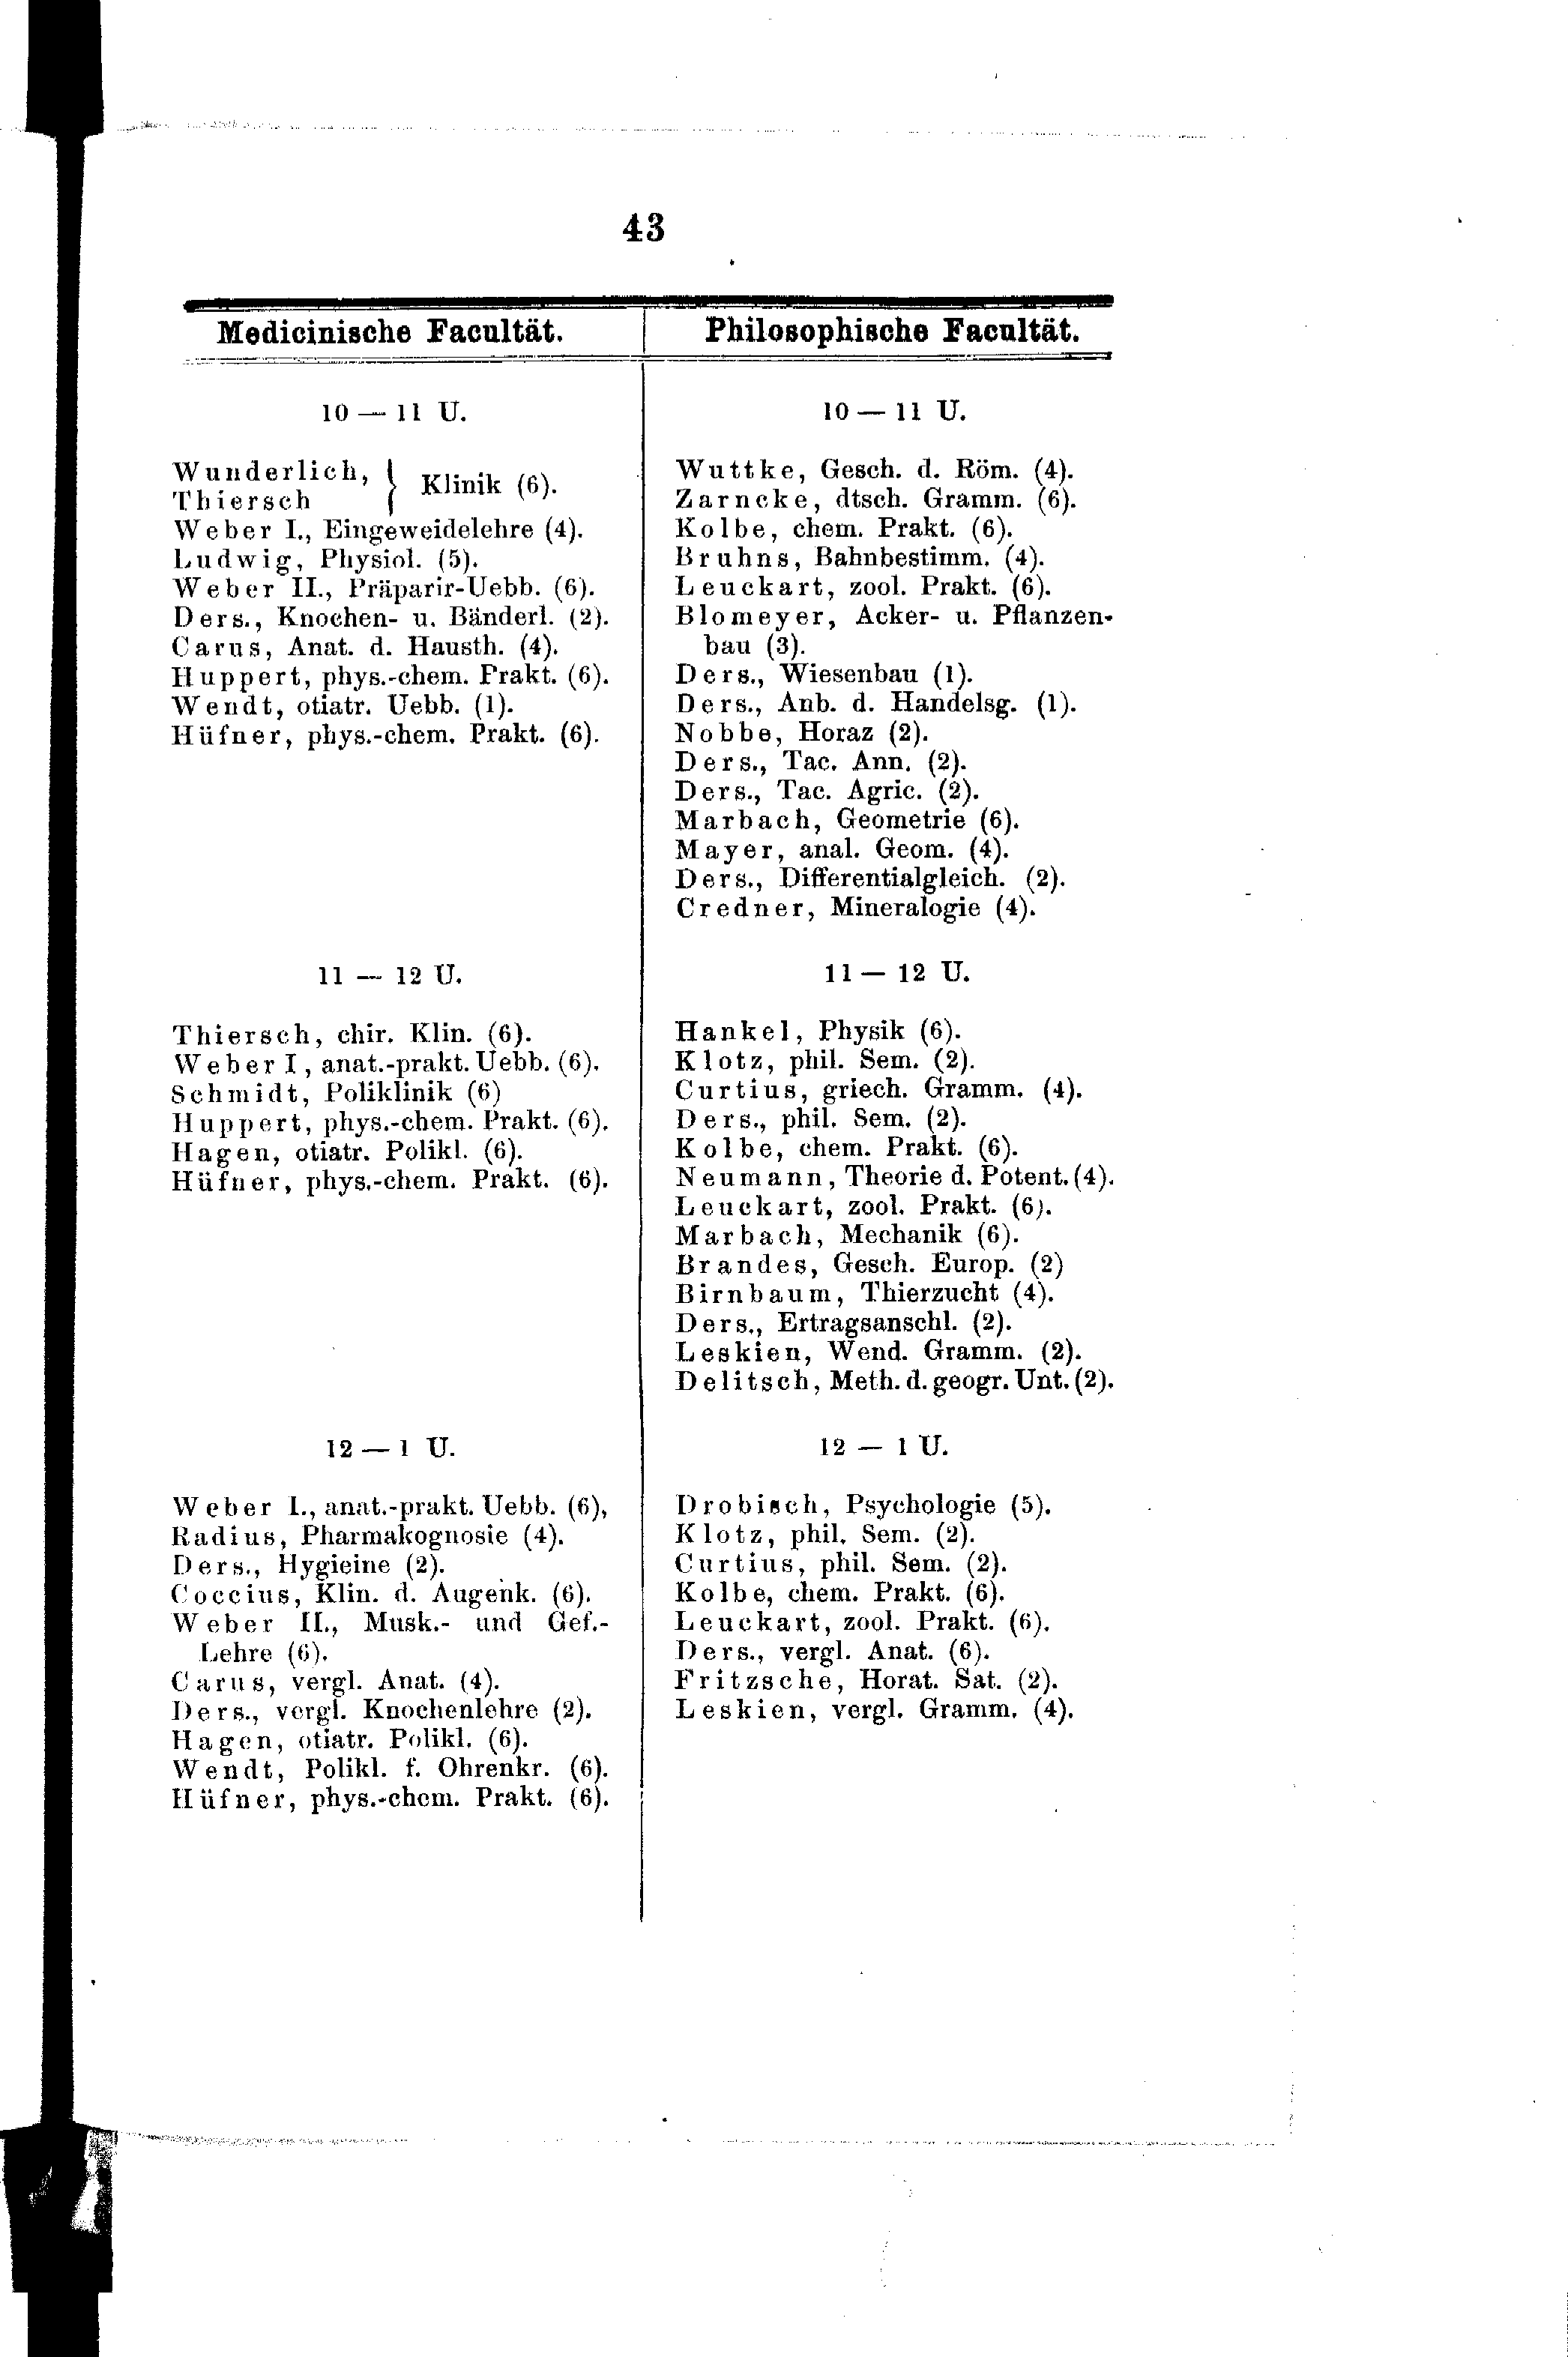 43
Medicinische Facultät.
10 — 11 U.
Wunderlich, } Klinik (6).
Thiersch
Weber I., Eingeweidelehre (4).
Ludwig, Physiol. (5).
Weber II., Präparir-Uebb. (6).
Ders., Knochen- u. Bänderl. (2).
Carus, Anat. d. Hausth. (4).
Huppert, phys.-chem. Prakt. (6).
Wendt, otiatr. Uebb. (1).
Hüfner, phys.-chem. Prakt. (6).
11 — 12 U.
Thiersch, chir. Klin. (6).
Weber I, anat.-prakt. Uebb. (6).
Schmidt, Poliklinik (6)
Huppert, phys.-chem. Prakt. (6).
Hagen, otiatr. Polikl. (6).
Hüfner, phys.-chem. Prakt. (6).
12 — 1 U.
Weber I., anat.-prakt. Uebb. (6),
Radius, Pharmakognosie (4).
Ders., Hygieine (2).
Coccius, Klin. d. Augenk. (6).
Weber II., Musk.- und Gef.-
Lehre (6).
Carus, vergl. Anat. (4).
Ders., vergl. Knochenlehre (2).
Hagen, otiatr. Polikl. (6).
Wendt, Polikl. f. Ohrenkr. (6).
Hüfner, phys.-chem. Prakt. (6).
Philosophische Facultät.
10 — 11 U.
Wuttke, Gesch. d. Röm. (4).
Zarncke, dtsch. Gramm. (6).
Kolbe, chem. Prakt. (6).
Bruhns, Bahnbestimm. (4).
Leuckart, zool. Prakt. (6).
Blomeyer, Acker- u. Pflanzen-
bau (3).
Ders., Wiesenbau (1).
Ders., Anb. d. Handelsg. (1).
Nobbe, Horaz (2).
Ders., Tac. Ann. (2).
Ders., Tac. Agric. (2).
Marbach, Geometrie (6).
Mayer, anal. Geom. (4).
Ders., Differentialgleich. (2).
Credner, Mineralogie (4).
11 — 12 U.
Hankel, Physik (6).
Klotz, phil. Sem. (2).
Curtius, griech. Gramm. (4).
Ders., phil. Sem. (2).
Kolbe, chem. Prakt. (6).
Neumann, Theorie d. Potent. (4).
Leuckart, zool. Prakt. (6).
Marbach, Mechanik (6).
Brandes, Gesch. Europ. (2)
Birnbaum, Thierzucht (4).
Ders., Ertragsanschl. (2).
Leskien, Wend. Gramm. (2).
Delitsch, Meth. d. geogr. Unt. (2).
12 — 1 U.
Drobisch, Psychologie (5).
Klotz, phil. Sem. (2).
Curtius, phil. Sem. (2).
Kolbe, chem. Prakt. (6).
Leuckart, zool. Prakt. (6).
Ders., vergl. Anat. (6).
Fritzsche, Horat. Sat. (2).
Leskien, vergl. Gramm. (4).